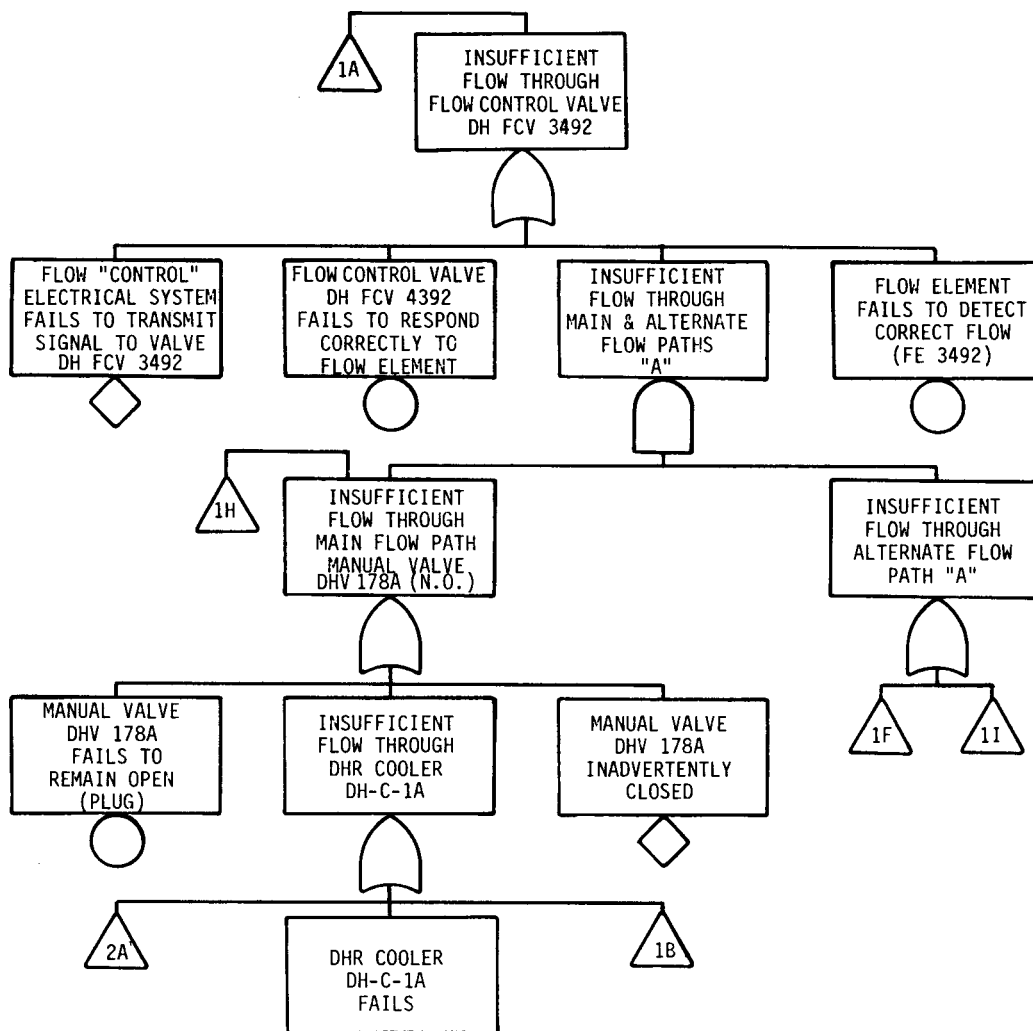 1A
INSUFFICIENT
FLOW THROUGH
FLOW CONTROL VALVE
DH FCV 3492
FLOW "CONTROL"
ELECTRICAL SYSTEM
FAILS TO TRANSMIT
SIGNAL TO VALVE
DH FCV 3492
FLOW CONTROL VALVE
DH FCV 4392
FAILS TO RESPOND
CORRECTLY TO
FLOW ELEMENT
INSUFFICIENT
FLOW THROUGH
MAIN & ALTERNATE
FLOW PATHS
"A"
FLOW ELEMENT
FAILS TO DETECT
CORRECT FLOW
(FE 3492)
1H
INSUFFICIENT
FLOW THROUGH
MAIN FLOW PATH
MANUAL VALVE
DHV 178A (N.O.)
INSUFFICIENT
FLOW THROUGH
ALTERNATE FLOW
PATH "A"
MANUAL VALVE
DHV 178A
FAILS TO
REMAIN OPEN
(PLUG)
INSUFFICIENT
FLOW THROUGH
DHR COOLER
DH-C-1A
MANUAL VALVE
DHV 178A
INADVERTENTLY
CLOSED
1F
1I
2A'
DHR COOLER
DH-C-1A
FAILS
1B